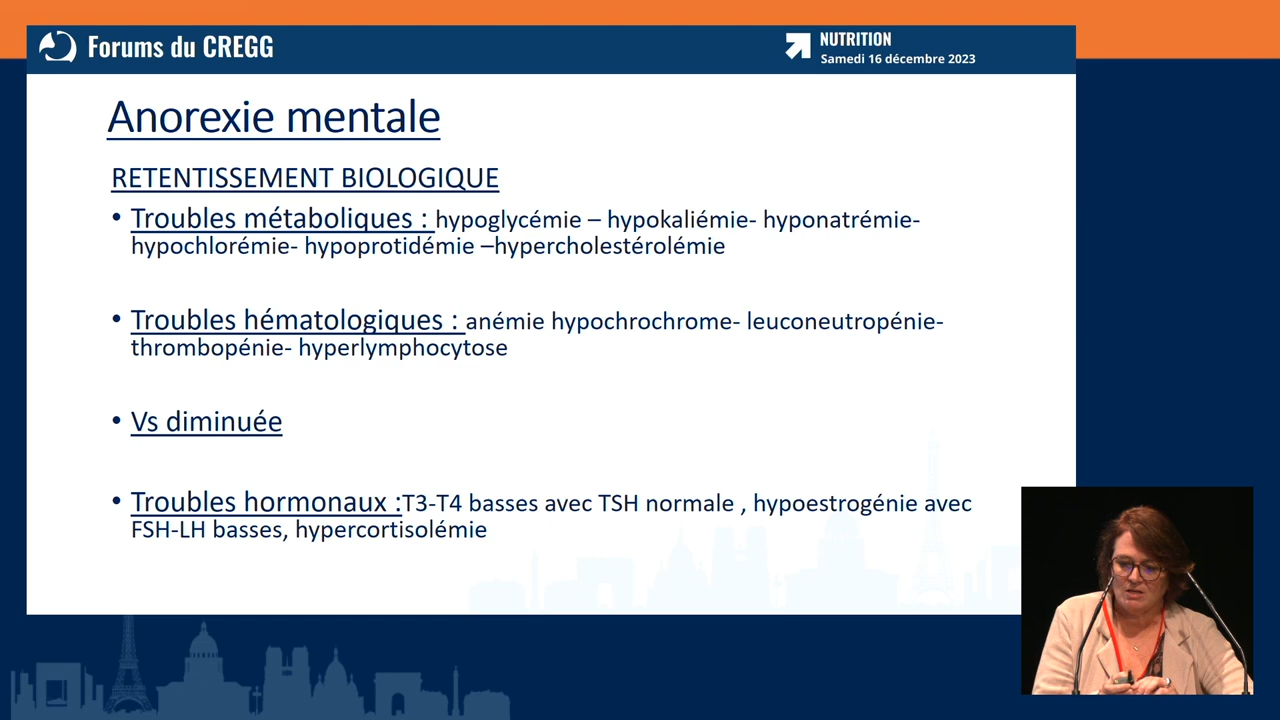 Forums du CREGG
NUTRITION
Samedi 16 décembre 2023
Anorexie mentale
RETENTISSEMENT BIOLOGIQUE
• Troubles métaboliques : hypoglycémie – hypokaliémie- hyponatrémie-
hypochlorémie- hypoprotidémie –hypercholestérolémie
• Troubles hématologiques : anémie hypochrochrome- leuconeutropénie-
thrombopénie- hyperlymphocytose
• Vs diminuée
• Troubles hormonaux :T3-T4 basses avec TSH normale , hypoestrogénie avec
FSH-LH basses, hypercortisolémie